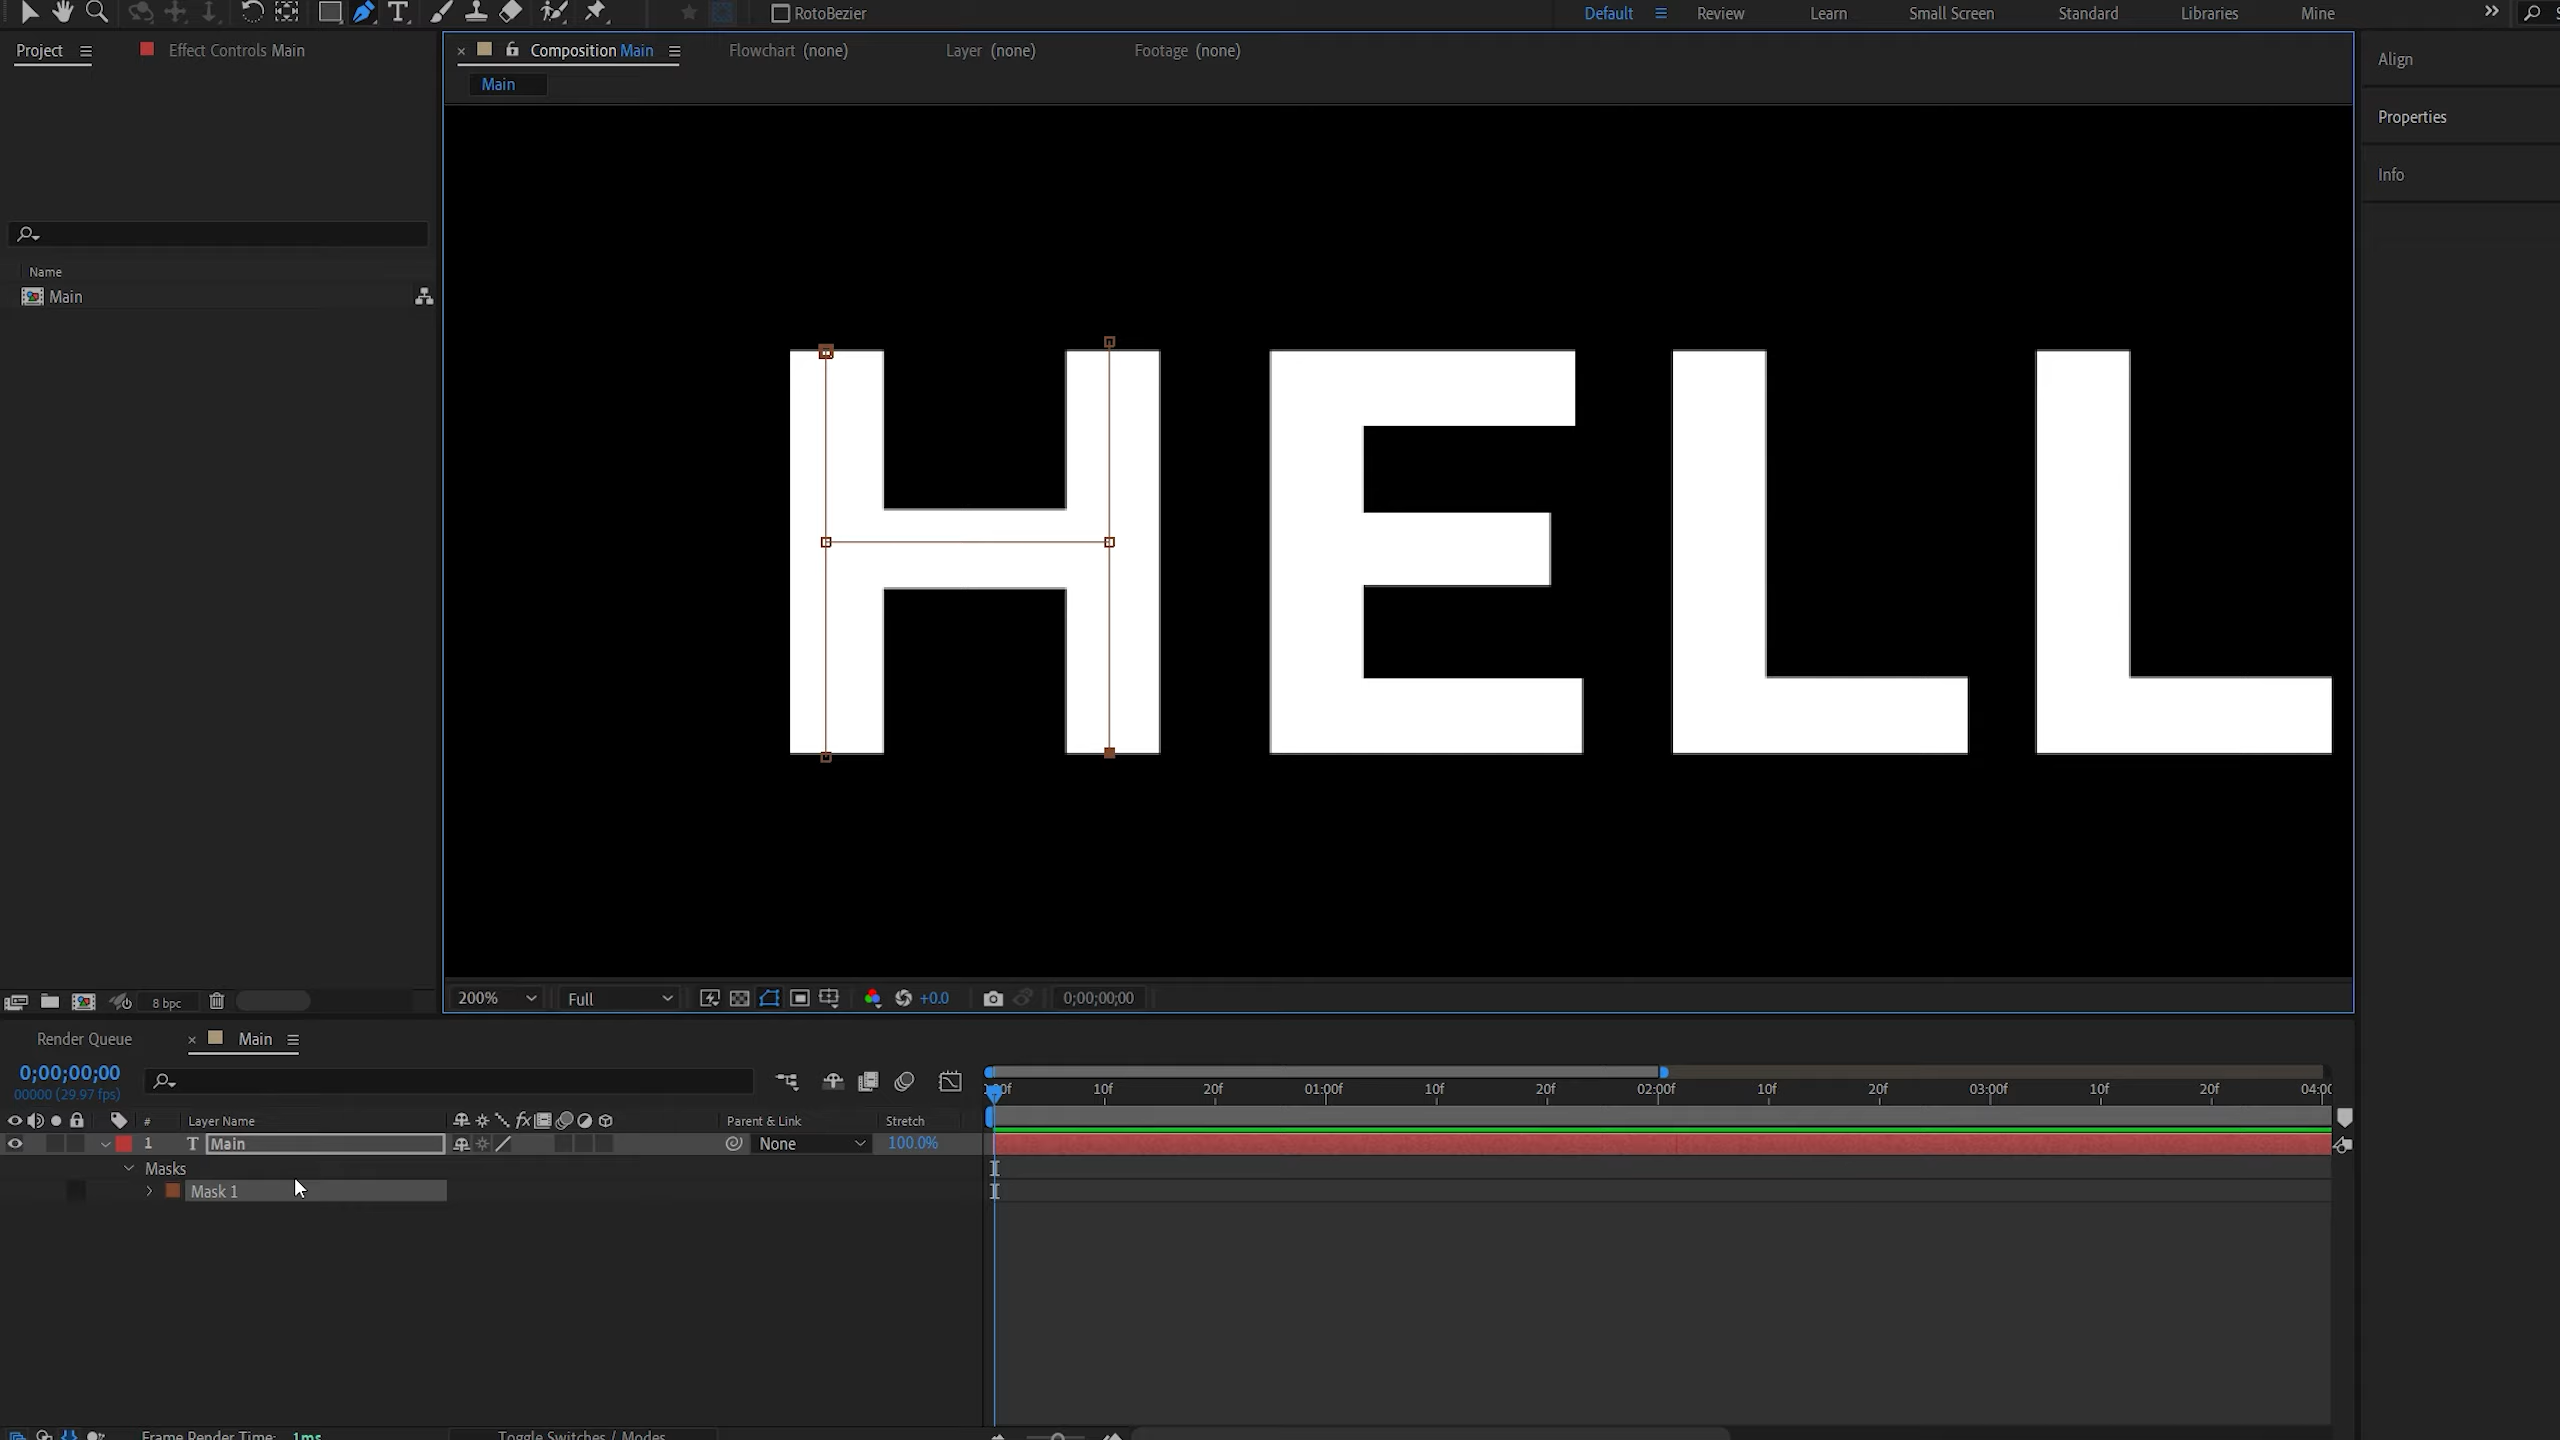 RotoBezier
Default
Review
Learn
Small Screen
Standard
Libraries
Mine
Project
Effect Controls Main
Composition Main
Flowchart (none)
Layer (none)
Footage (none)
Align
Main
Properties
Info
Name
Main
HELL
8 bpc
200%
Full
+0.0
0;00;00;00
Render Queue
Main
0;00;00;00
00000 (29.97 fps)
10f
20f
01:00f
10f
20f
02:00f
10f
20f
03:00f
10f
20f
# Layer Name
fx
Parent & Link
Stretch
1 T Main
None
100.0%
Masks
Mask 1
Frame Render Time: 1ms
Toggle Switches / Modes